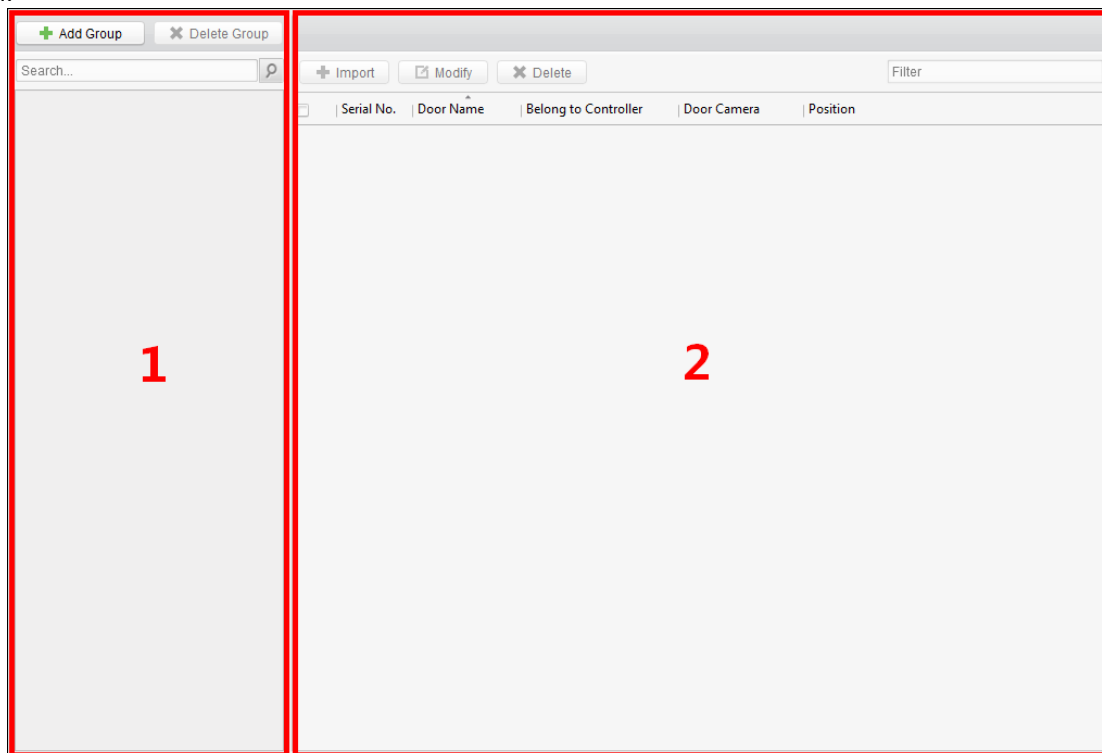 Add Group Delete Group
Search...
Import Modify Delete Filter
Serial No. Door Name Belong to Controller Door Camera Position
1 2